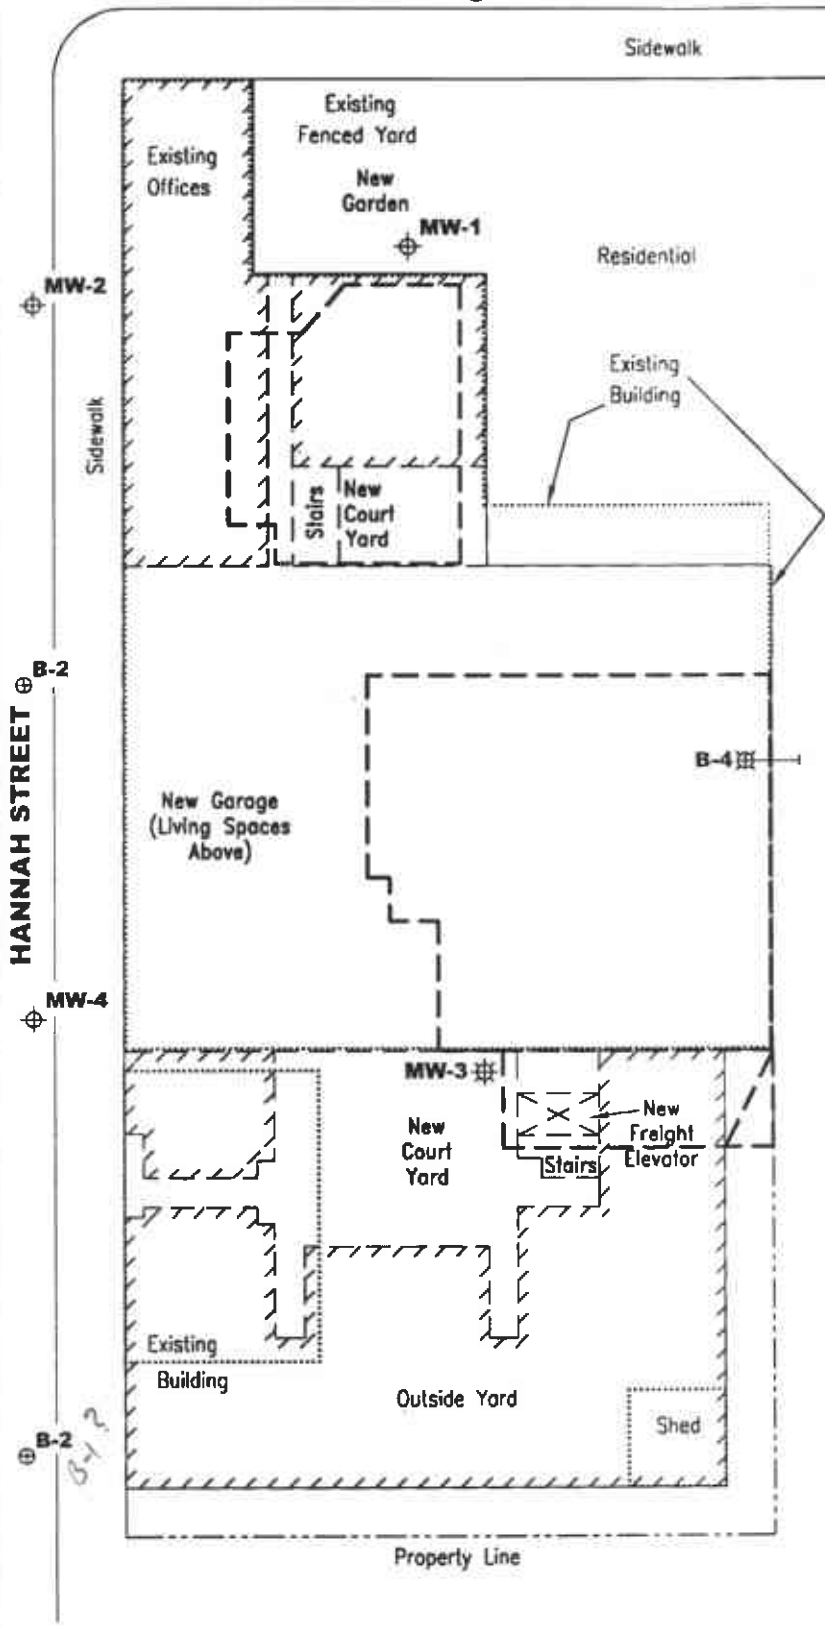 Sidewalk
Existing
Fenced Yard
Existing
Offices
New
Garden
MW-1
Residential
MW-2
Sidewalk
Existing
Building
Stairs
New
Court
Yard
B-2
HANNAH STREET
B-4
New Garage
(Living Spaces
Above)
MW-4
MW-3
New
Court
Yard
New
Freight
Elevator
Stairs
Existing
Building
Outside Yard
Shed
B-2
B-1?
Property Line